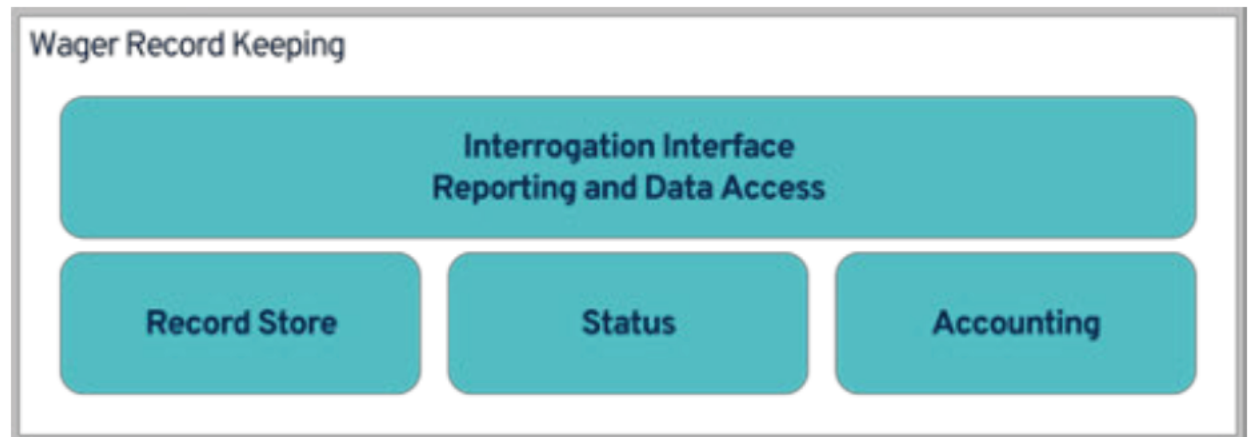 Wager Record Keeping
Interrogation Interface
Reporting and Data Access
Record Store
Status
Accounting